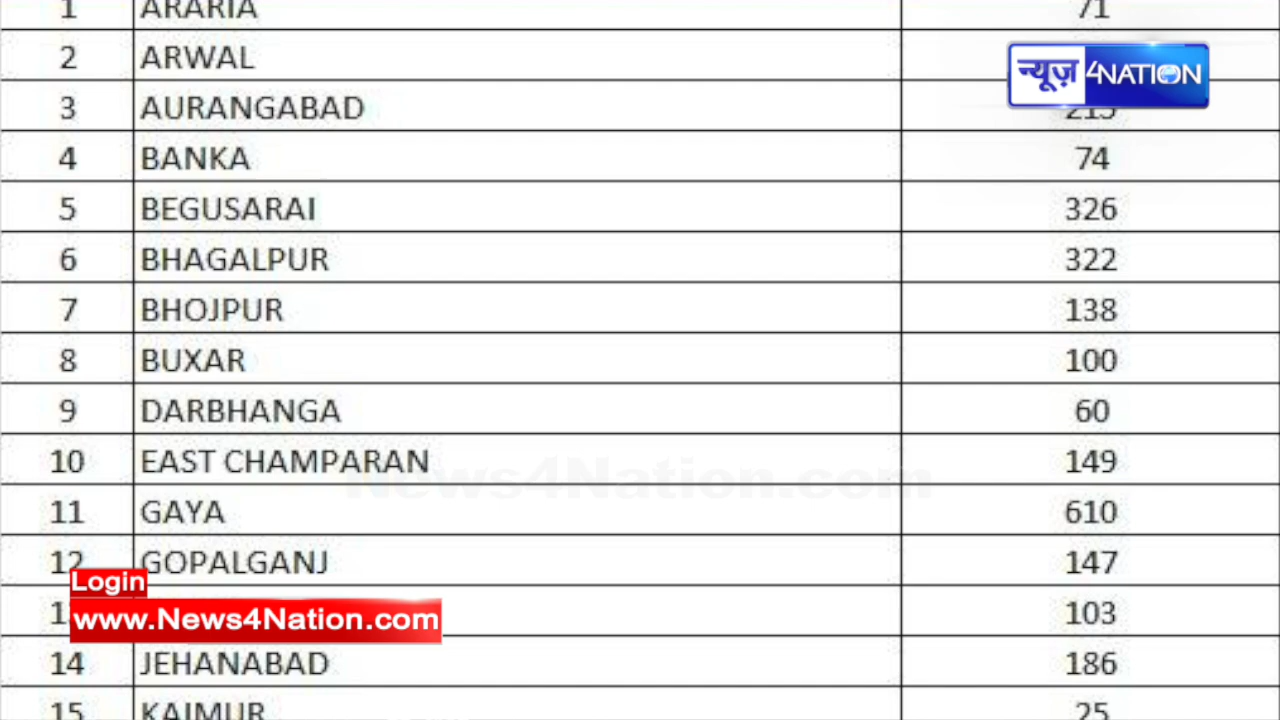 1 ARARIA 71
2 ARWAL
न्यूज़ 4NATION
3 AURANGABAD 215
4 BANKA 74
5 BEGUSARAI 326
6 BHAGALPUR 322
7 BHOJPUR 138
8 BUXAR 100
9 DARBHANGA 60
10 EAST CHAMPARAN 149
News4Nation.com
11 GAYA 610
12 GOPALGANJ 147
Login
103
www.News4Nation.com
14 JEHANABAD 186
15 KAIMUR 25